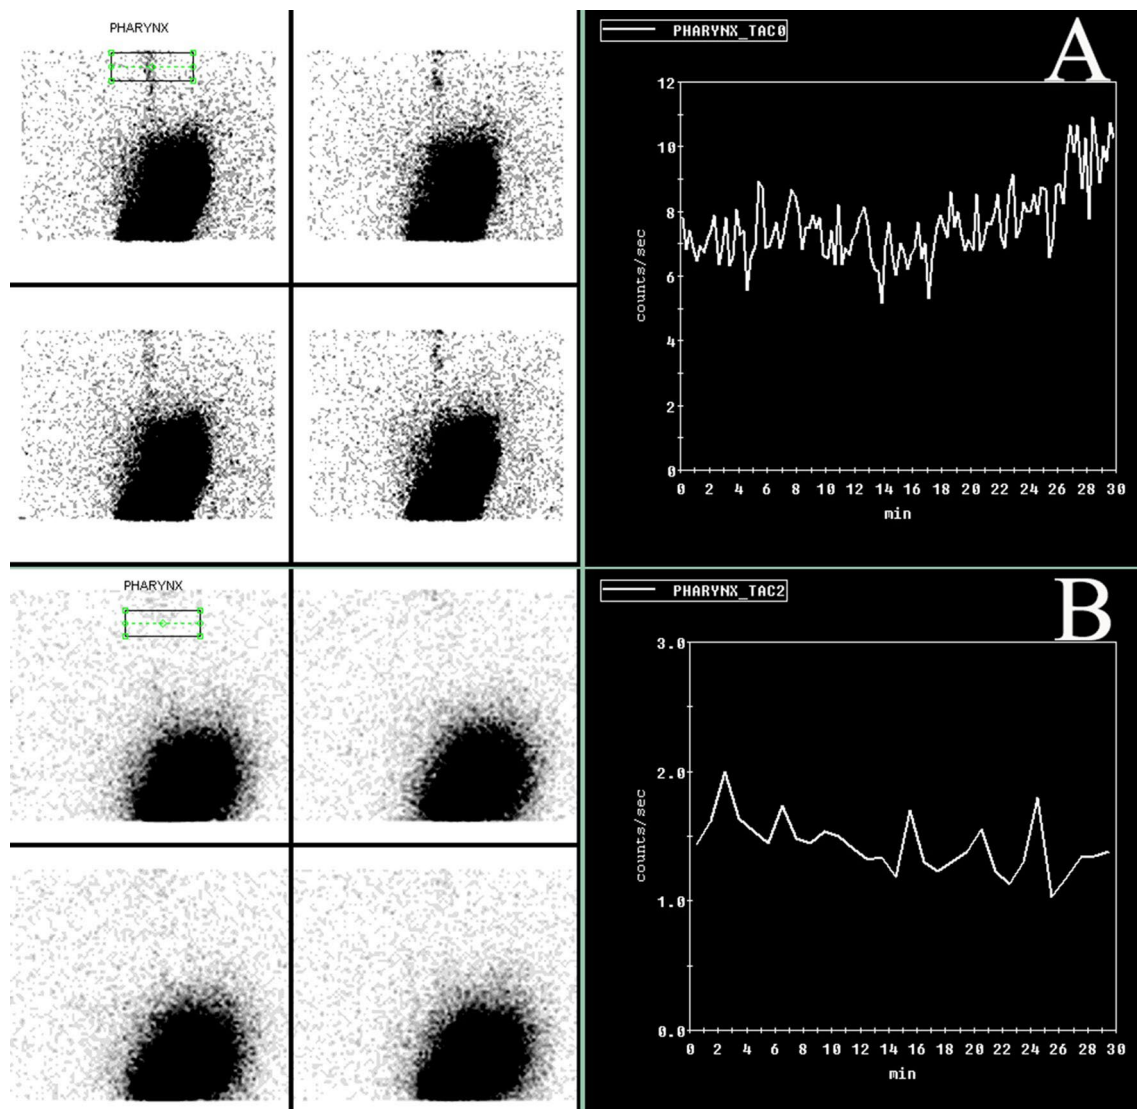 PHARYNX
PHARYNX_TAC0
A
12
10
8
6
4
2
0
counts/sec
0 2 4 6 8 10 12 14 16 18 20 22 24 26 28 30
min
PHARYNX
PHARYNX_TAC2
B
3.0
2.0
1.0
0.0
counts/sec
0 2 4 6 8 10 12 14 16 18 20 22 24 26 28 30
min